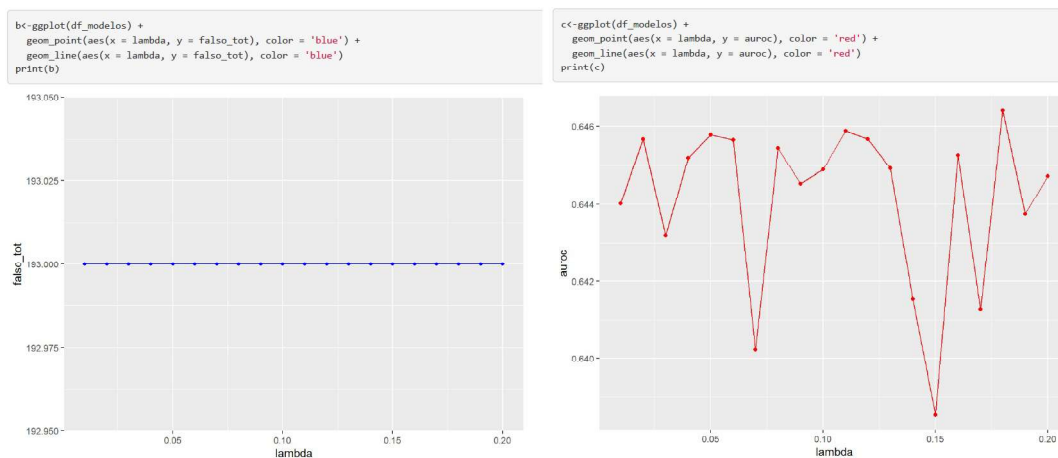 b<-ggplot(df_modelos) +
geom_point(aes(x = lambda, y = falso_tot), color = 'blue') +
geom_line(aes(x = lambda, y = falso_tot), color = 'blue')
print(b)
193.050
193.025
193.000
192.975
192.950
falso_tot
0.05 0.10 0.15 0.20
lambda
c<-ggplot(df_modelos) +
geom_point(aes(x = lambda, y = auroc), color = 'red') +
geom_line(aes(x = lambda, y = auroc), color = 'red')
print(c)
0.646
0.644
0.642
0.640
auroc
0.05 0.10 0.15 0.20
lambda